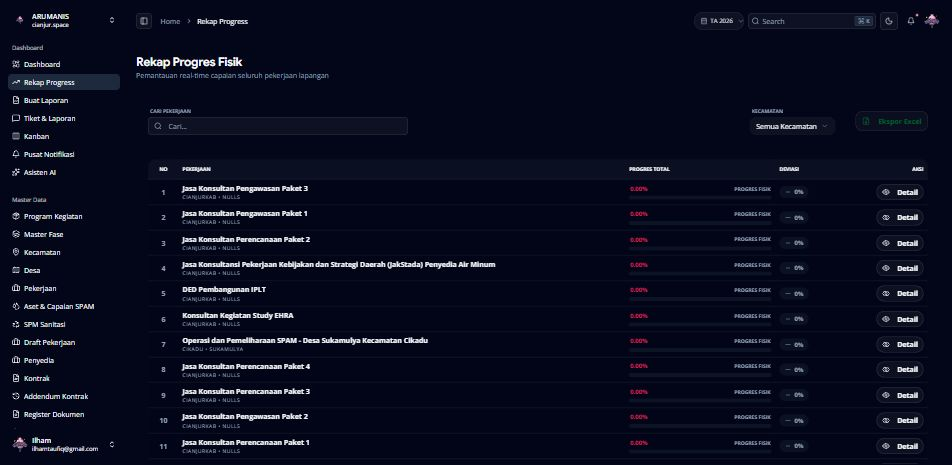 ARUMANIS
cianjur.space
Dashboard
Dashboard
Rekap Progress
Buat Laporan
Tiket & Laporan
Kanban
Pusat Notifikasi
Asisten AI
Master Data
Program Kegiatan
Master Fase
Kecamatan
Desa
Pekerjaan
Aset & Capaian SPAM
SPM Sanitasi
Draft Pekerjaan
Penyedia
Kontrak
Addendum Kontrak
Register Dokumen
Ilham
ilhamtaufiq@gmail.com
Home > Rekap Progress
TA 2026
Search ⌘ K
Rekap Progres Fisik
Pemantauan real-time capaian seluruh pekerjaan lapangan
CARI PEKERJAAN
Cari...
KECAMATAN
Semua Kecamatan
Ekspor Excel
NO PEKERJAAN PROGRES TOTAL DEVIASI AKSI
1 Jasa Konsultan Pengawasan Paket 3 0.00% PROGRES FISIK — 0% Detail
CIANJURKAB • NULLS
2 Jasa Konsultan Pengawasan Paket 1 0.00% PROGRES FISIK — 0% Detail
CIANJURKAB • NULLS
3 Jasa Konsultan Perencanaan Paket 2 0.00% PROGRES FISIK — 0% Detail
CIANJURKAB • NULLS
4 Jasa Konsultansi Pekerjaan Kebijakan dan Strategi Daerah (JakStada) Penyedia Air Minum 0.00% PROGRES FISIK — 0% Detail
CIANJURKAB • NULLS
5 DED Pembangunan IPLT 0.00% PROGRES FISIK — 0% Detail
CIANJURKAB • NULLS
6 Konsultan Kegiatan Study EHRA 0.00% PROGRES FISIK — 0% Detail
CIANJURKAB • NULLS
7 Operasi dan Pemeliharaan SPAM - Desa Sukamulya Kecamatan Cikadu 0.00% PROGRES FISIK — 0% Detail
CIKADU • SUKAMULYA
8 Jasa Konsultan Perencanaan Paket 4 0.00% PROGRES FISIK — 0% Detail
CIANJURKAB • NULLS
9 Jasa Konsultan Perencanaan Paket 3 0.00% PROGRES FISIK — 0% Detail
CIANJURKAB • NULLS
10 Jasa Konsultan Pengawasan Paket 2 0.00% PROGRES FISIK — 0% Detail
CIANJURKAB • NULLS
11 Jasa Konsultan Perencanaan Paket 1 0.00% PROGRES FISIK — 0% Detail
CIANJURKAB • NULLS